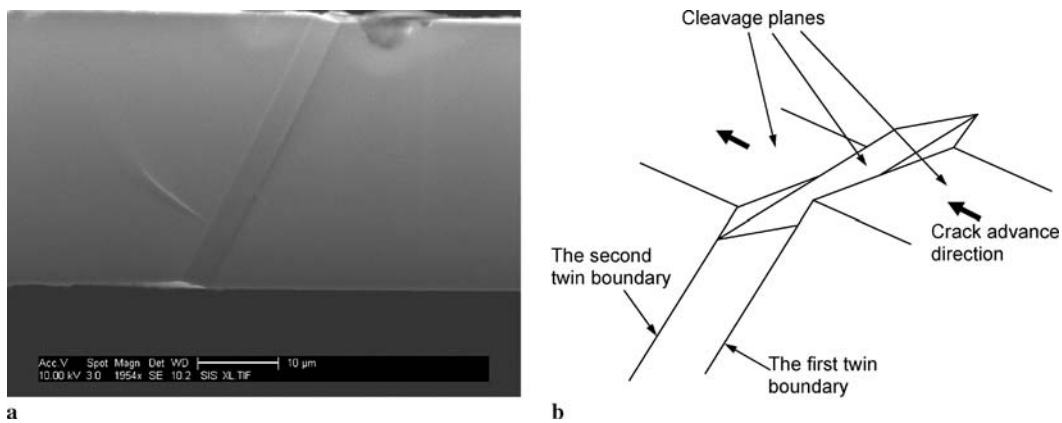 Acc.V Spot Magn Det WD 10 µm
10.00 kV 3.0 1954x SE 10.2 SIS XL.TIF
a
Cleavage planes
Crack advance
direction
The second
twin boundary
The first twin
boundary
b